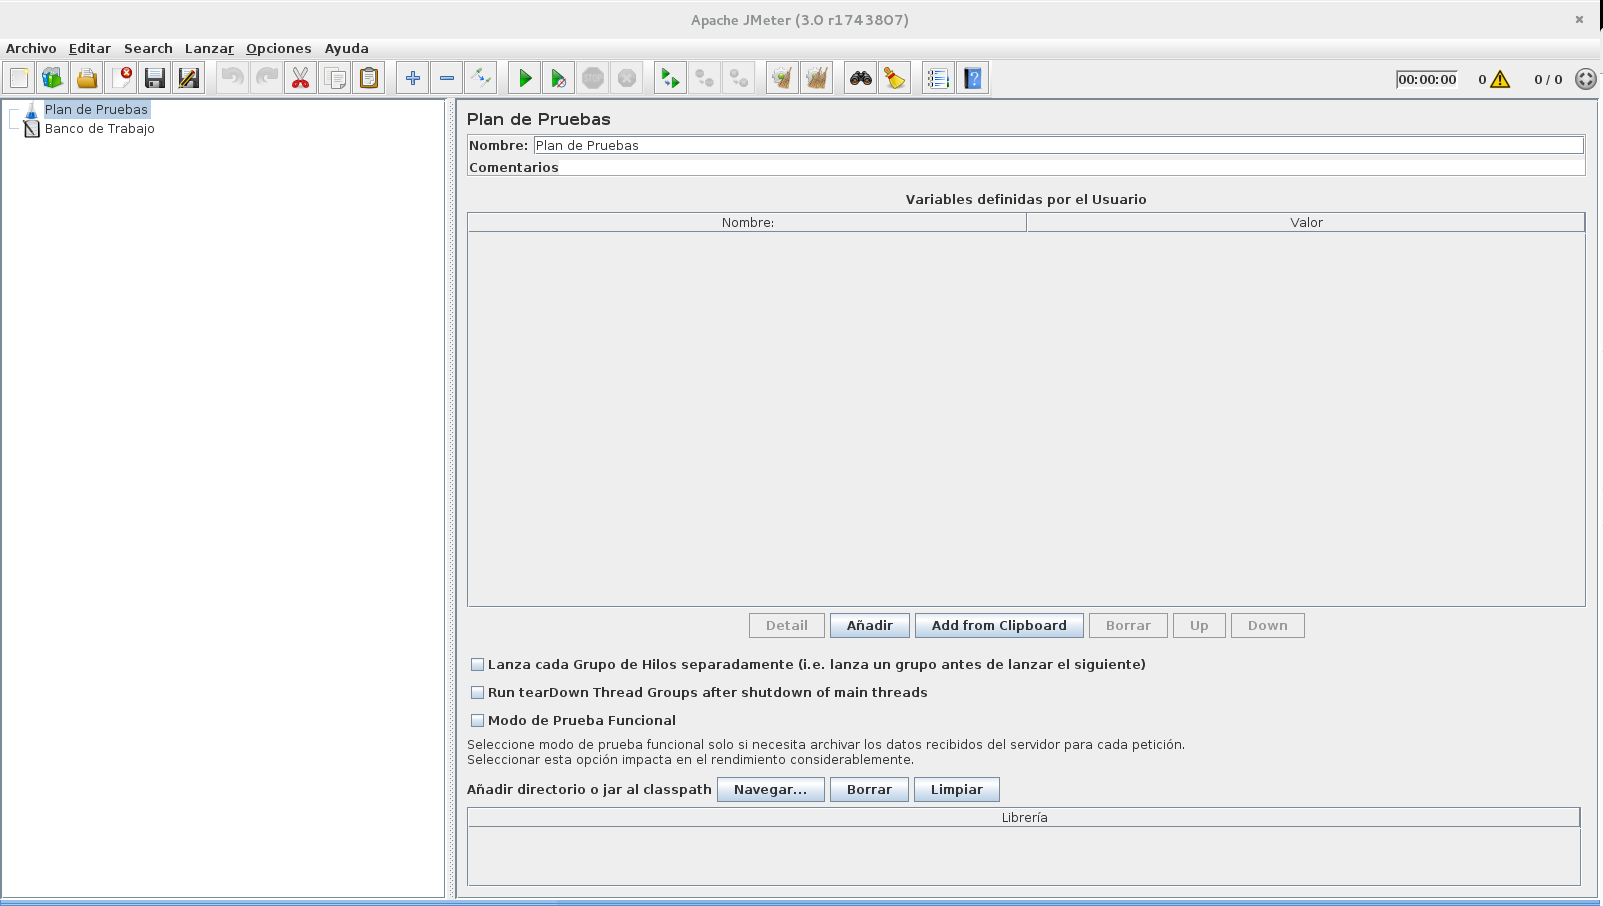 Apache JMeter (3.0 r1743807)
Archivo Editar Search Lanzar Opciones Ayuda
STOP
00:00:00 0 0 / 0
Plan de Pruebas
Banco de Trabajo
Plan de Pruebas
Nombre: Plan de Pruebas
Comentarios
Variables definidas por el Usuario
Nombre: Valor
Detail Añadir Add from Clipboard Borrar Up Down
Lanza cada Grupo de Hilos separadamente (i.e. lanza un grupo antes de lanzar el siguiente)
Run tearDown Thread Groups after shutdown of main threads
Modo de Prueba Funcional
Seleccione modo de prueba funcional solo si necesita archivar los datos recibidos del servidor para cada petición.
Seleccionar esta opción impacta en el rendimiento considerablemente.
Añadir directorio o jar al classpath Navegar... Borrar Limpiar
Librería